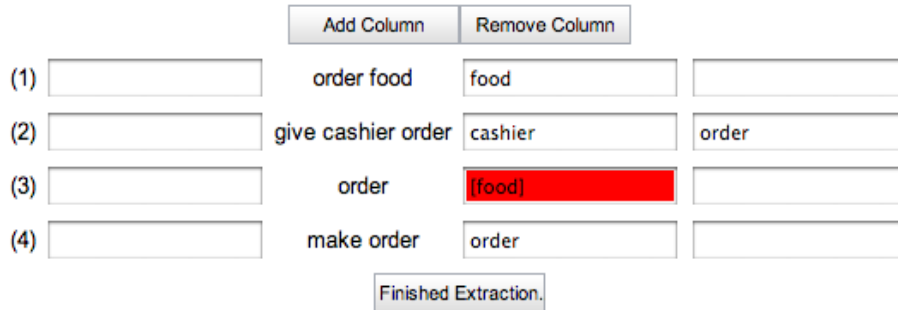 Add Column Remove Column
(1) order food food
(2) give cashier order cashier order
(3) order [food]
(4) make order order
Finished Extraction.